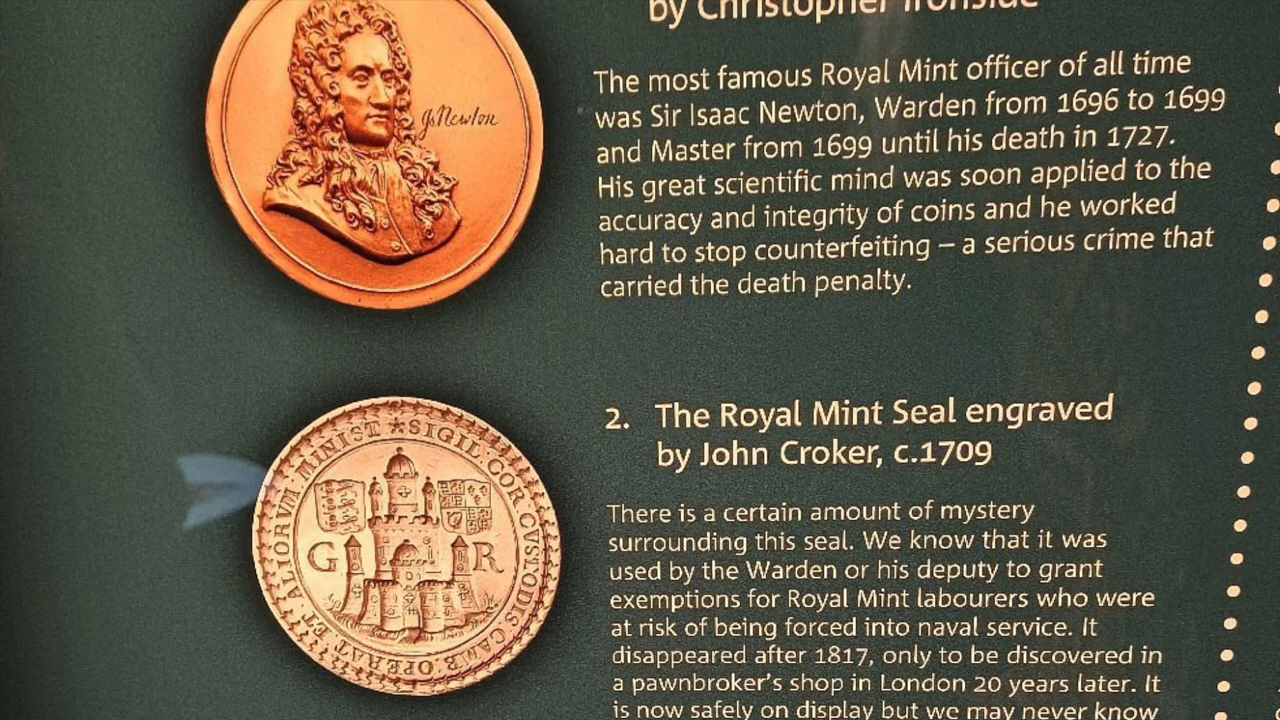 by Christopher Ironside
The most famous Royal Mint officer of all time
was Sir Isaac Newton, Warden from 1696 to 1699
and Master from 1699 until his death in 1727.
His great scientific mind was soon applied to the
accuracy and integrity of coins and he worked
hard to stop counterfeiting – a serious crime that
carried the death penalty.
Is Newton
2. The Royal Mint Seal engraved
by John Croker, c.1709
There is a certain amount of mystery
surrounding this seal. We know that it was
used by the Warden or his deputy to grant
exemptions for Royal Mint labourers who were
at risk of being forced into naval service. It
disappeared after 1817, only to be discovered in
a pawnbroker's shop in London 20 years later. It
is now safely on display but we may never know
SIGIL·COR·CVSTODIS·CAMB·OPERAT·ET·ALIORVM·MINIST
G R